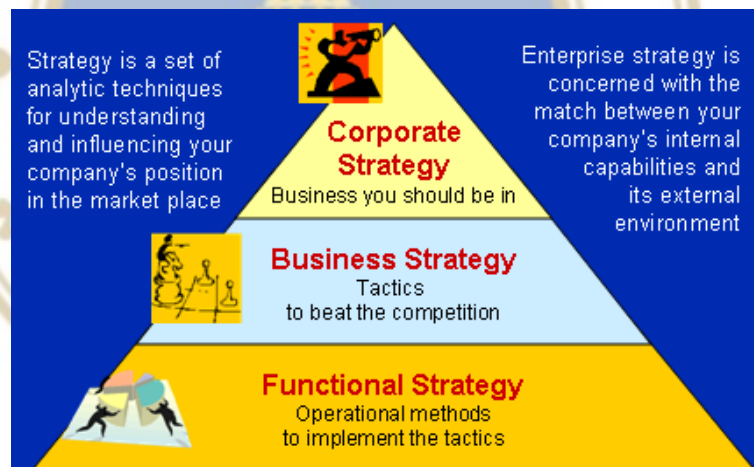 Strategy is a set of
analytic techniques
for understanding
and influencing your
company's position
in the market place
Enterprise strategy is
concerned with the
match between your
company's internal
capabilities and
its external
environment
Corporate
Strategy
Business you should be in
Business Strategy
Tactics
to beat the competition
Functional Strategy
Operational methods
to implement the tactics